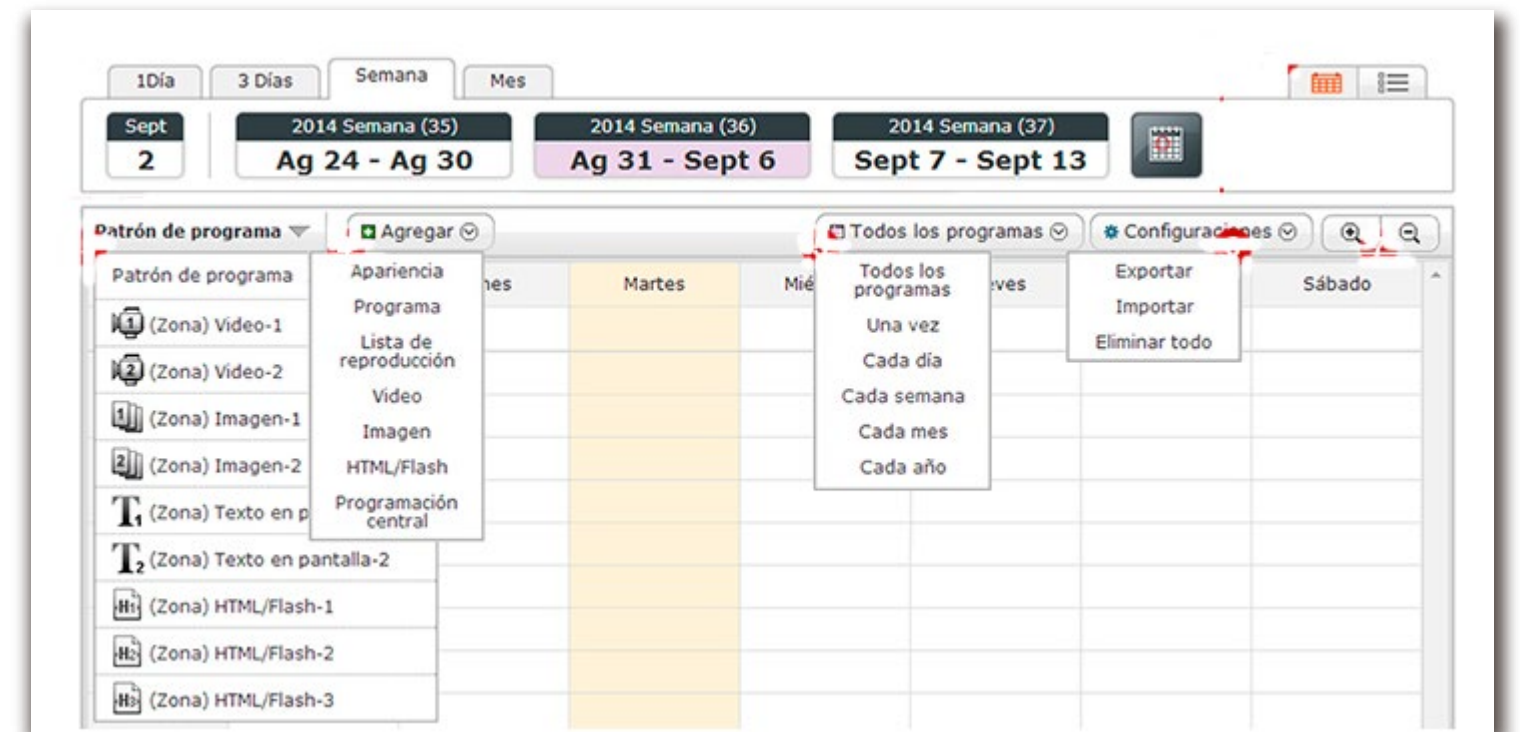 1Día 3 Días Semana Mes
Sept 2014 Semana (35) 2014 Semana (36) 2014 Semana (37)
2 Ag 24 - Ag 30 Ag 31 - Sept 6 Sept 7 - Sept 13
Patrón de programa Agregar Todos los programas Configuraciones
Patrón de programa
(Zona) Video-1
(Zona) Video-2
(Zona) Imagen-1
(Zona) Imagen-2
(Zona) Texto en p
(Zona) Texto en pantalla-2
(Zona) HTML/Flash-1
(Zona) HTML/Flash-2
(Zona) HTML/Flash-3
Apariencia
Programa
Lista de
reproducción
Video
Imagen
HTML/Flash
Programación
central
nes Martes Mié eves Sábado
Todos los
programas
Una vez
Cada día
Cada semana
Cada mes
Cada año
Exportar
Importar
Eliminar todo